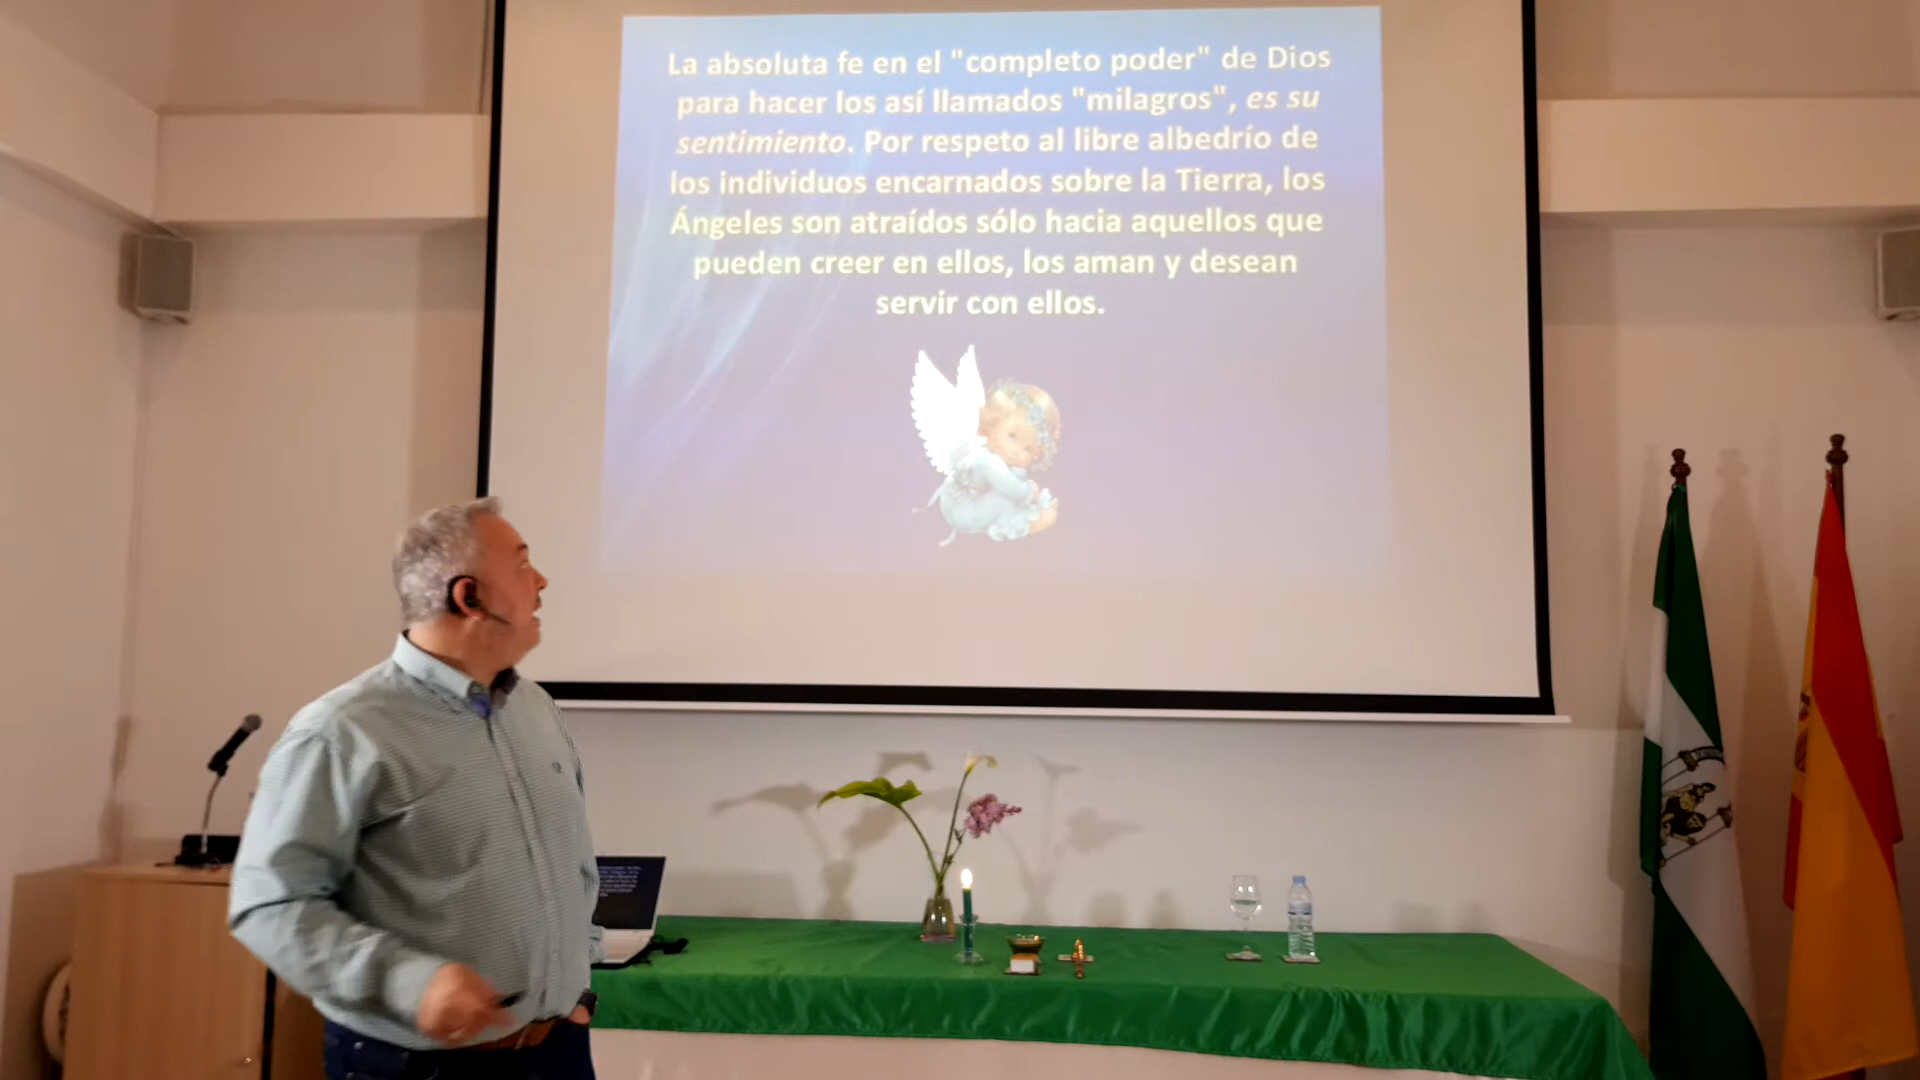 La absoluta fe en el "completo poder" de Dios
para hacer los así llamados "milagros", es su
sentimiento. Por respeto al libre albedrío de
los individuos encarnados sobre la Tierra, los
Ángeles son atraídos sólo hacia aquellos que
pueden creer en ellos, los aman y desean
servir con ellos.